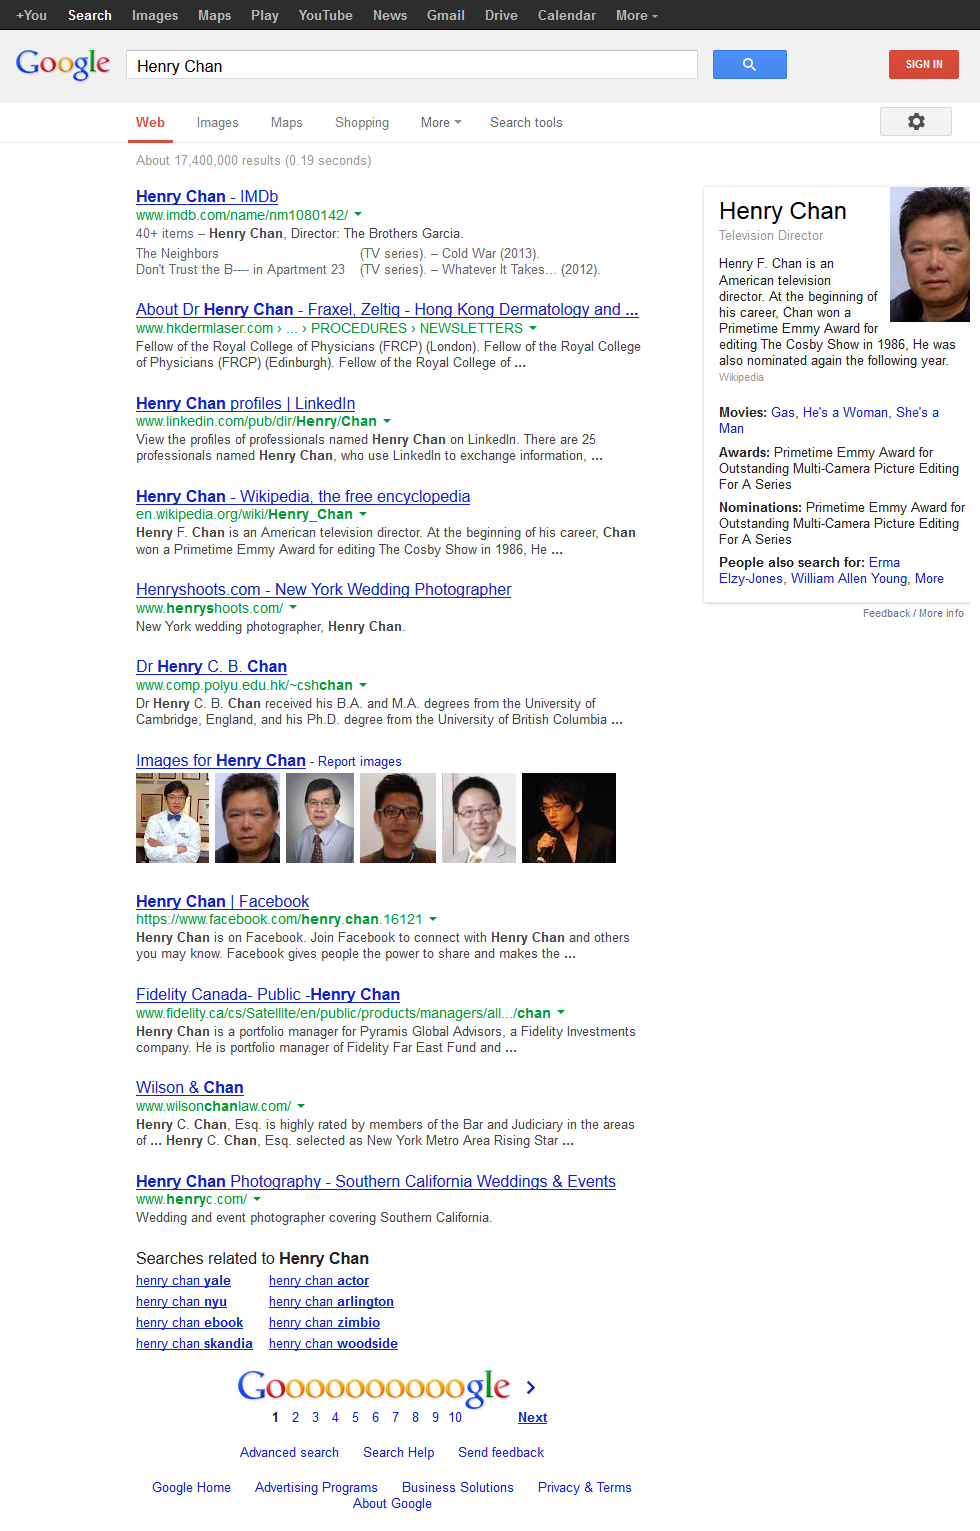 +You Search Images Maps Play YouTube News Gmail Drive Calendar More
Google
Henry Chan
SIGN IN
Web Images Maps Shopping More Search tools
About 17,400,000 results (0.19 seconds)
Henry Chan - IMDb
www.imdb.com/name/nm1080142/
40+ items – Henry Chan, Director: The Brothers Garcia.
The Neighbors (TV series). – Cold War (2013).
Don't Trust the B---- in Apartment 23 (TV series). – Whatever It Takes... (2012).
About Dr Henry Chan - Fraxel, Zeltiq - Hong Kong Dermatology and ...
www.hkdermlaser.com › ... › PROCEDURES › NEWSLETTERS
Fellow of the Royal College of Physicians (FRCP) (London). Fellow of the Royal College
of Physicians (FRCP) (Edinburgh). Fellow of the Royal College of ...
Henry Chan profiles | LinkedIn
www.linkedin.com/pub/dir/Henry/Chan
View the profiles of professionals named Henry Chan on LinkedIn. There are 25
professionals named Henry Chan, who use LinkedIn to exchange information, ...
Henry Chan - Wikipedia, the free encyclopedia
en.wikipedia.org/wiki/Henry_Chan
Henry F. Chan is an American television director. At the beginning of his career, Chan
won a Primetime Emmy Award for editing The Cosby Show in 1986, He ...
Henryshoots.com - New York Wedding Photographer
www.henryshoots.com/
New York wedding photographer, Henry Chan.
Dr Henry C. B. Chan
www.comp.polyu.edu.hk/~cshchan
Dr Henry C. B. Chan received his B.A. and M.A. degrees from the University of
Cambridge, England, and his Ph.D. degree from the University of British Columbia ...
Images for Henry Chan - Report images
Henry Chan | Facebook
https://www.facebook.com/henry.chan.16121
Henry Chan is on Facebook. Join Facebook to connect with Henry Chan and others
you may know. Facebook gives people the power to share and makes the ...
Fidelity Canada- Public -Henry Chan
www.fidelity.ca/cs/Satellite/en/public/products/managers/all.../chan
Henry Chan is a portfolio manager for Pyramis Global Advisors, a Fidelity Investments
company. He is portfolio manager of Fidelity Far East Fund and ...
Wilson & Chan
www.wilsonchanlaw.com/
Henry C. Chan, Esq. is highly rated by members of the Bar and Judiciary in the areas
of ... Henry C. Chan, Esq. selected as New York Metro Area Rising Star ...
Henry Chan Photography - Southern California Weddings & Events
www.henryc.com/
Wedding and event photographer covering Southern California.
Henry Chan
Television Director
Henry F. Chan is an
American television
director. At the beginning of
his career, Chan won a
Primetime Emmy Award for
editing The Cosby Show in 1986, He was
also nominated again the following year.
Wikipedia
Movies: Gas, He's a Woman, She's a
Man
Awards: Primetime Emmy Award for
Outstanding Multi-Camera Picture Editing
For A Series
Nominations: Primetime Emmy Award for
Outstanding Multi-Camera Picture Editing
For A Series
People also search for: Erma
Elzy-Jones, William Allen Young, More
Feedback / More info
Searches related to Henry Chan
henry chan yale henry chan actor
henry chan nyu henry chan arlington
henry chan ebook henry chan zimbio
henry chan skandia henry chan woodside
Goooooooooogle
1 2 3 4 5 6 7 8 9 10 Next
Advanced search Search Help Send feedback
Google Home Advertising Programs Business Solutions Privacy & Terms
About Google